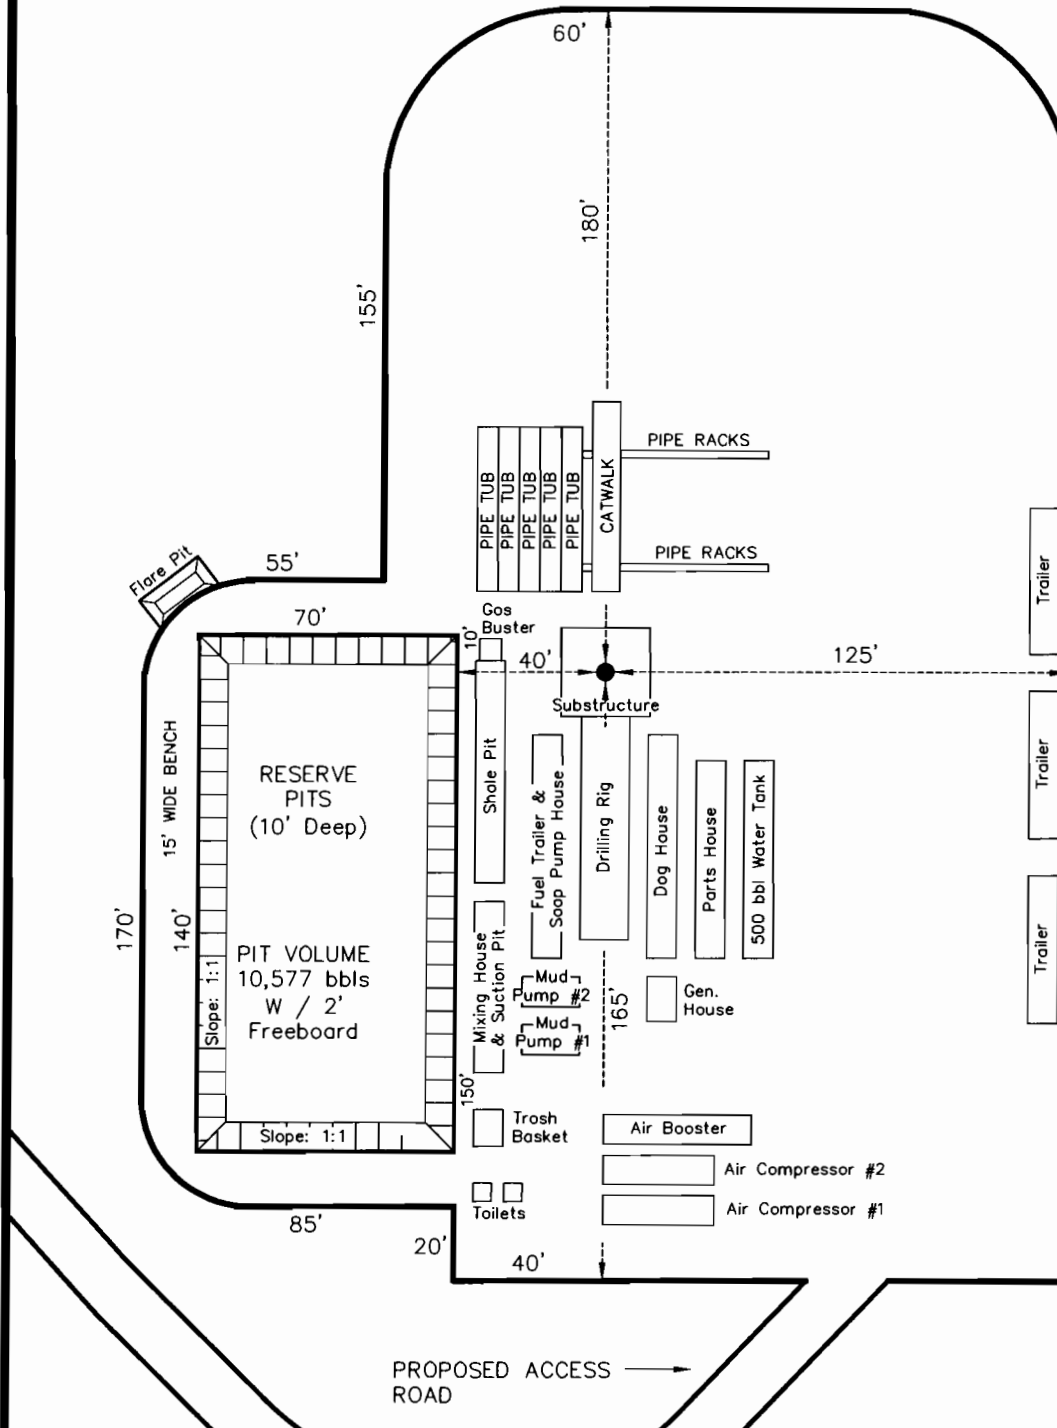 60'
180'
155'
PIPE RACKS
PIPE TUB
PIPE TUB
PIPE TUB
PIPE TUB
PIPE TUB
CATWALK
PIPE RACKS
Trailer
Flare Pit
55'
70'
Gas
Buster
10'
40'
125'
Substructure
15' WIDE BENCH
RESERVE
PITS
(10' Deep)
Shale Pit
Fuel Trailer &
Soap Pump House
Drilling Rig
Dog House
Parts House
500 bbl Water Tank
Trailer
170'
140'
PIT VOLUME
10,577 bbls
W / 2'
Freeboard
Slope: 1:1
Mixing House
& Suction Pit
Mud
Pump #2
Mud
Pump #1
165'
Gen.
House
Trailer
150'
Slope: 1:1
Trash
Basket
Air Booster
Air Compressor #2
Toilets
Air Compressor #1
85'
20'
40'
PROPOSED ACCESS
ROAD